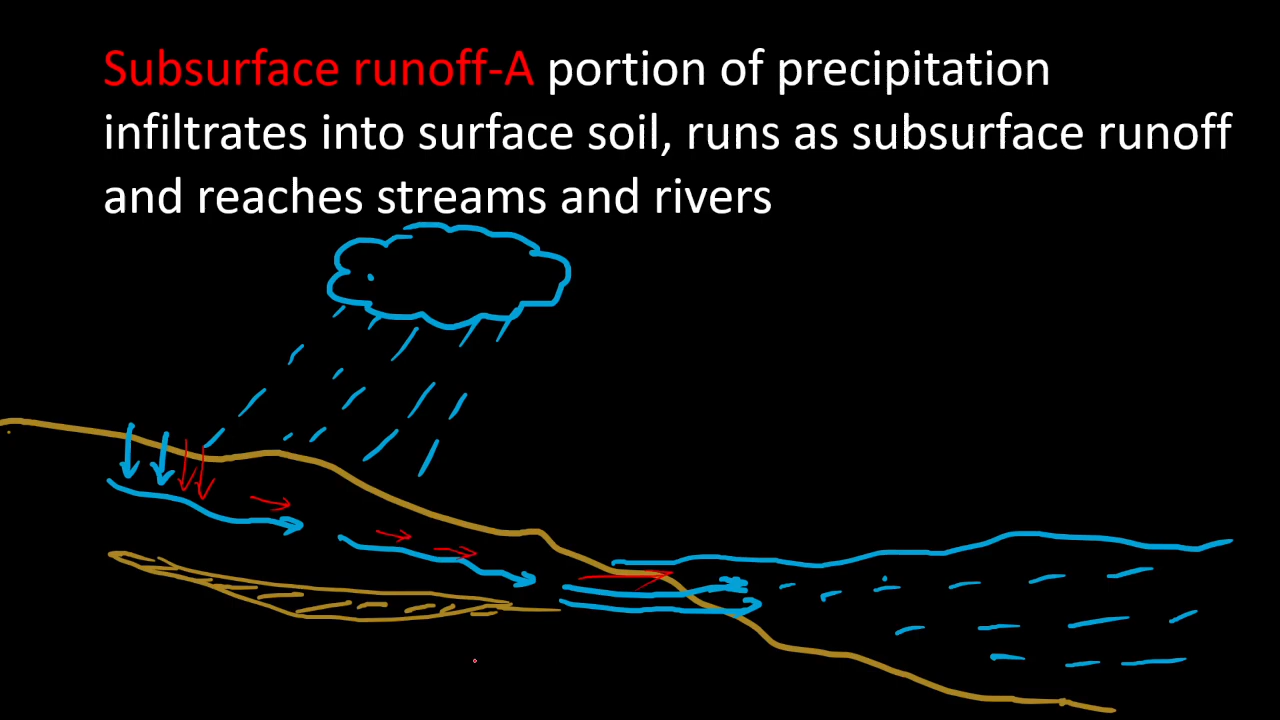 Subsurface runoff-A portion of precipitation
infiltrates into surface soil, runs as subsurface runoff
and reaches streams and rivers